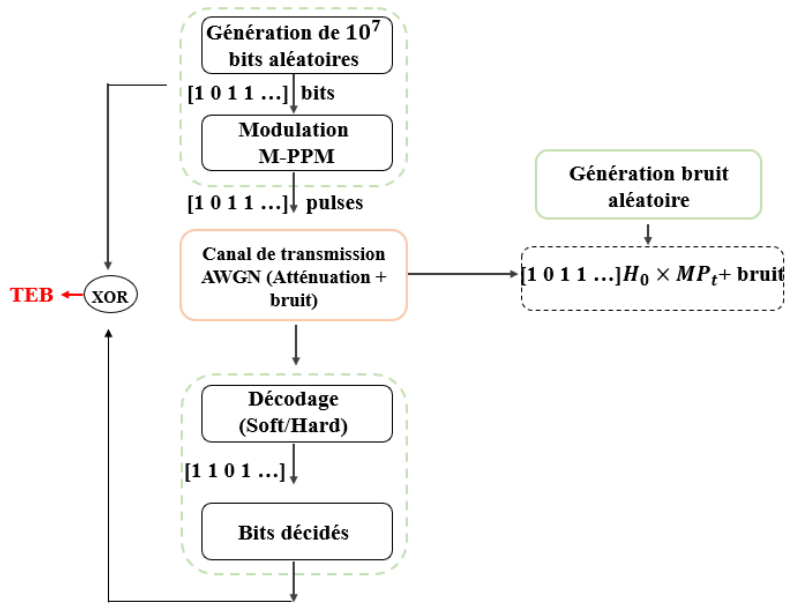 Génération de 10⁷
bits aléatoires
[1 0 1 1 …] bits
Modulation
M-PPM
[1 0 1 1 …] pulses
Génération bruit
aléatoire
Canal de transmission
AWGN (Atténuation +
bruit)
[1 0 1 1 …]H₀ × MPₜ+ bruit
TEB
XOR
Décodage
(Soft/Hard)
[1 1 0 1 …]
Bits décidés